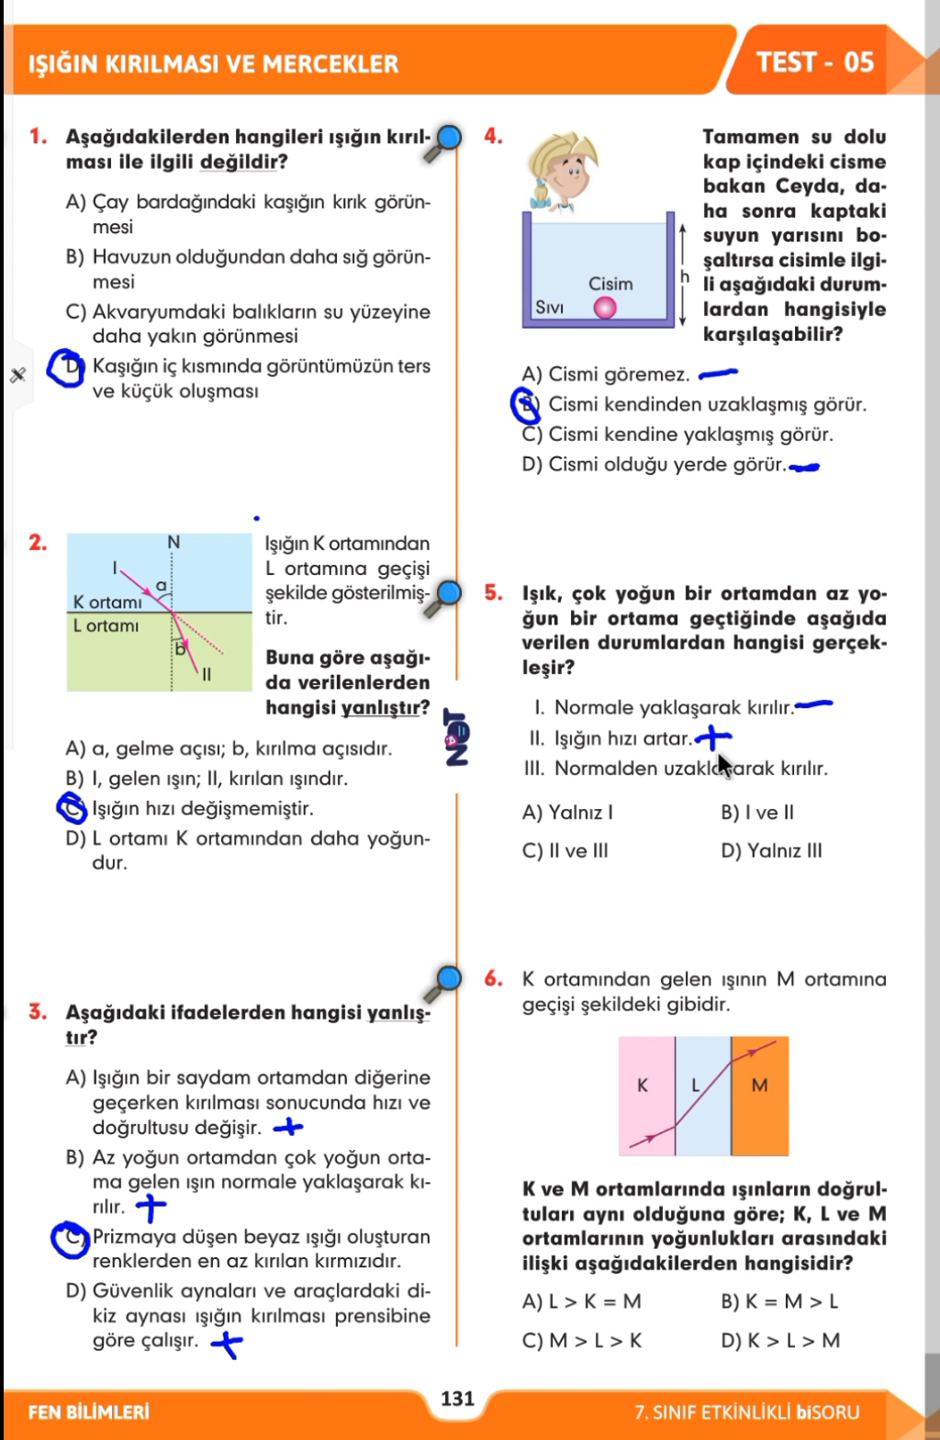 IŞIĞIN KIRILMASI VE MERCEKLER
TEST - 05
1. Aşağıdakilerden hangileri ışığın kırıl-
ması ile ilgili değildir?
A) Çay bardağındaki kaşığın kırık görün-
mesi
B) Havuzun olduğundan daha sığ görün-
mesi
C) Akvaryumdaki balıkların su yüzeyine
daha yakın görünmesi
D) Kaşığın iç kısmında görüntümüzün ters
ve küçük oluşması
2.
N
I
a
K ortamı
L ortamı
b
II
Işığın K ortamından
L ortamına geçişi
şekilde gösterilmiş-
tir.
Buna göre aşağı-
da verilenlerden
hangisi yanlıştır?
A) a, gelme açısı; b, kırılma açısıdır.
B) I, gelen ışın; II, kırılan ışındır.
C) Işığın hızı değişmemiştir.
D) L ortamı K ortamından daha yoğun-
dur.
3. Aşağıdaki ifadelerden hangisi yanlış-
tır?
A) Işığın bir saydam ortamdan diğerine
geçerken kırılması sonucunda hızı ve
doğrultusu değişir.
B) Az yoğun ortamdan çok yoğun orta-
ma gelen ışın normale yaklaşarak kı-
rılır.
C) Prizmaya düşen beyaz ışığı oluşturan
renklerden en az kırılan kırmızıdır.
D) Güvenlik aynaları ve araçlardaki di-
kiz aynası ışığın kırılması prensibine
göre çalışır.
4.
Cisim
Sıvı
h
Tamamen su dolu
kap içindeki cisme
bakan Ceyda, da-
ha sonra kaptaki
suyun yarısını bo-
şaltırsa cisimle ilgi-
li aşağıdaki durum-
lardan hangisiyle
karşılaşabilir?
A) Cismi göremez.
B) Cismi kendinden uzaklaşmış görür.
C) Cismi kendine yaklaşmış görür.
D) Cismi olduğu yerde görür.
5. Işık, çok yoğun bir ortamdan az yo-
ğun bir ortama geçtiğinde aşağıda
verilen durumlardan hangisi gerçek-
leşir?
I. Normale yaklaşarak kırılır.
II. Işığın hızı artar.
III. Normalden uzaklaşarak kırılır.
A) Yalnız I
B) I ve II
C) II ve III
D) Yalnız III
6. K ortamından gelen ışının M ortamına
geçişi şekildeki gibidir.
K
L
M
K ve M ortamlarında ışınların doğrul-
tuları aynı olduğuna göre; K, L ve M
ortamlarının yoğunlukları arasındaki
ilişki aşağıdakilerden hangisidir?
A) L > K = M
B) K = M > L
C) M > L > K
D) K > L > M
FEN BİLİMLERİ
131
7. SINIF ETKİNLİKLİ biSORU